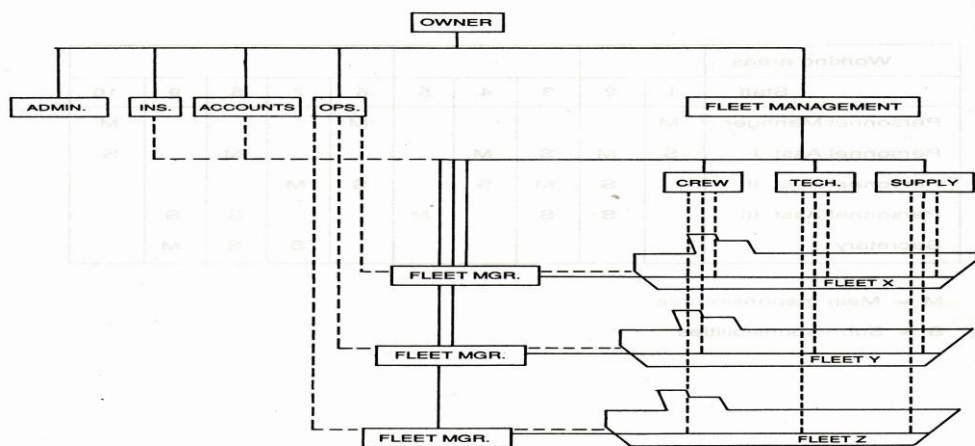 OWNER
ADMIN. INS. ACCOUNTS OPS. FLEET MANAGEMENT
CREW TECH. SUPPLY
FLEET MGR. FLEET X
FLEET MGR. FLEET Y
FLEET MGR. FLEET Z